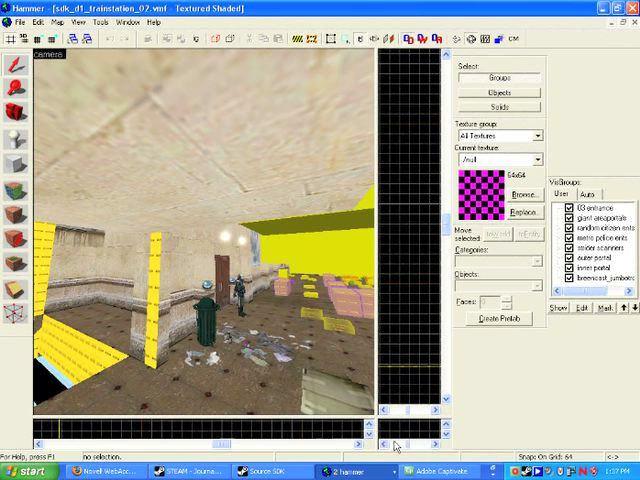 Hammer - [sdk_d1_trainstation_02.vmf - Textured Shaded]
File Edit Map View Tools Window Help
CM
camera
Select:
Groups
Objects
Solids
Texture group:
All Textures
Current texture:
/null
64x64
Browse...
Replace...
Move selected:
toWorld
toEntity
Categories:
Objects:
Faces: 0
Create Prefab
VisGroups:
User Auto
03 entrance
giant areaportals
random citizen ents
metro police ents
strider scanners
outer portal
inner portal
breencast_jumbotro
Show Edit Mark
For Help, press F1
no selection.
Snap: On Grid: 64
<->
start
Novell WebAcc...
STEAM - Journa...
Source SDK
2 hammer
Adobe Captivate
1:37 PM